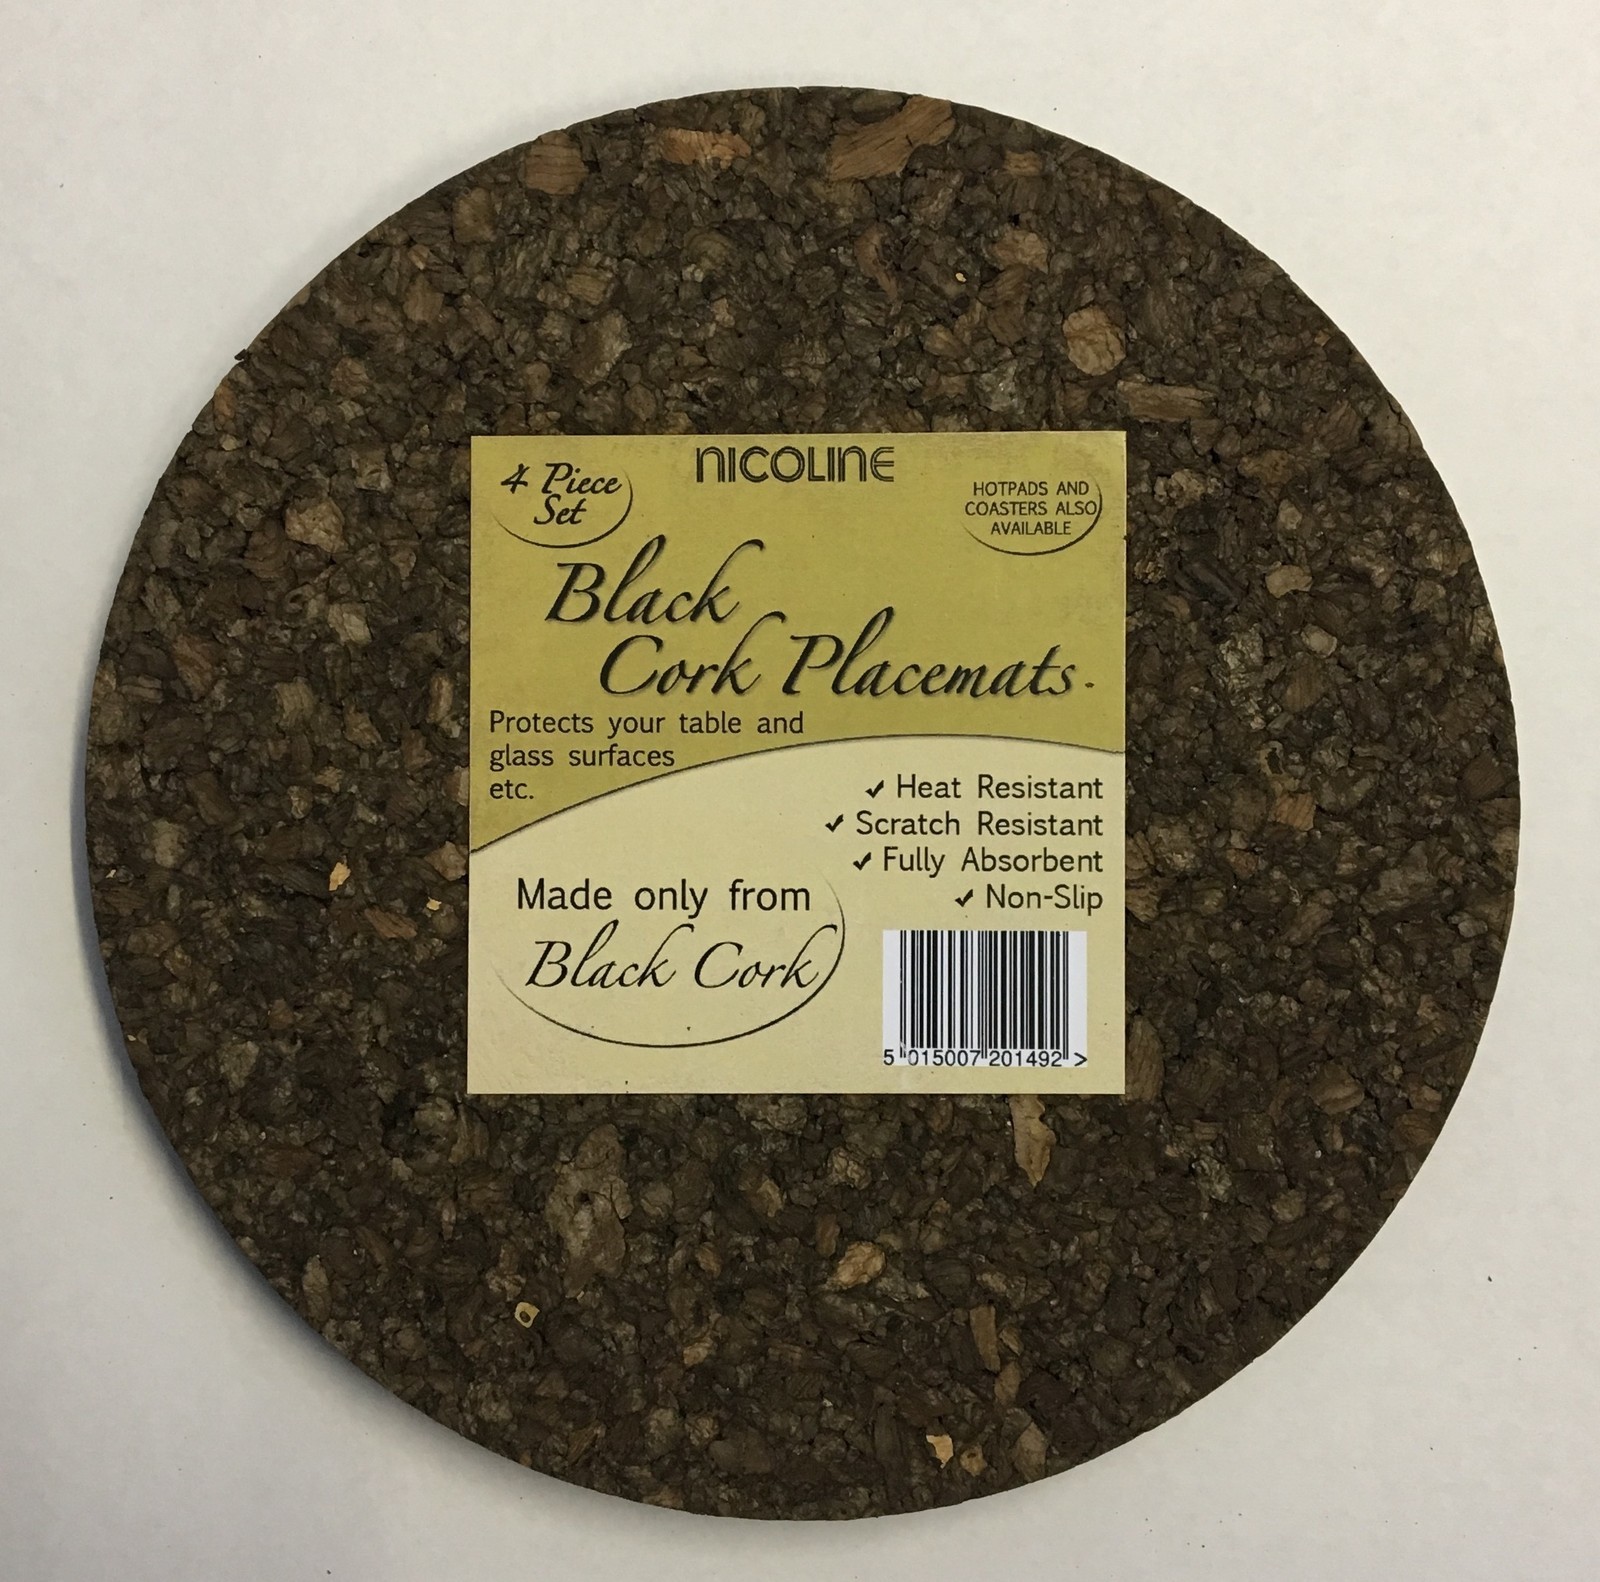 NICOLINE
4 Piece
Set
HOTPADS AND
COASTERS ALSO
AVAILABLE
Black
Cork Placemats.
Protects your table and
glass surfaces
etc.
✓ Heat Resistant
✓ Scratch Resistant
✓ Fully Absorbent
✓ Non-Slip
Made only from
Black Cork
5 015007 201492 >